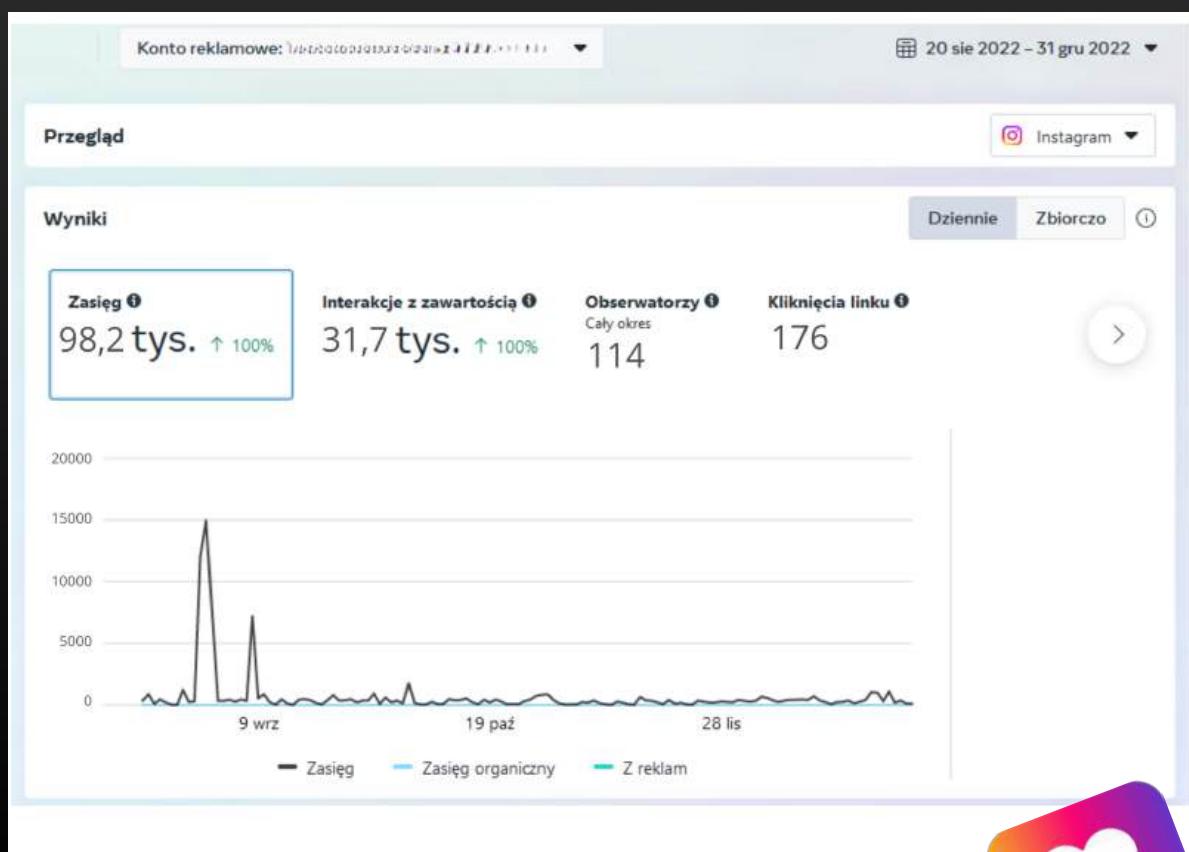 Konto reklamowe:
20 sie 2022 – 31 gru 2022
Przegląd
Instagram
Wyniki
Dziennie
Zbiorczo
Zasięg
98,2 tys. ↑ 100%
Interakcje z zawartością
31,7 tys. ↑ 100%
Obserwatorzy
Cały okres
114
Kliknięcia linku
176
20000
15000
10000
5000
0
9 wrz
19 paź
28 lis
Zasięg
Zasięg organiczny
Z reklam